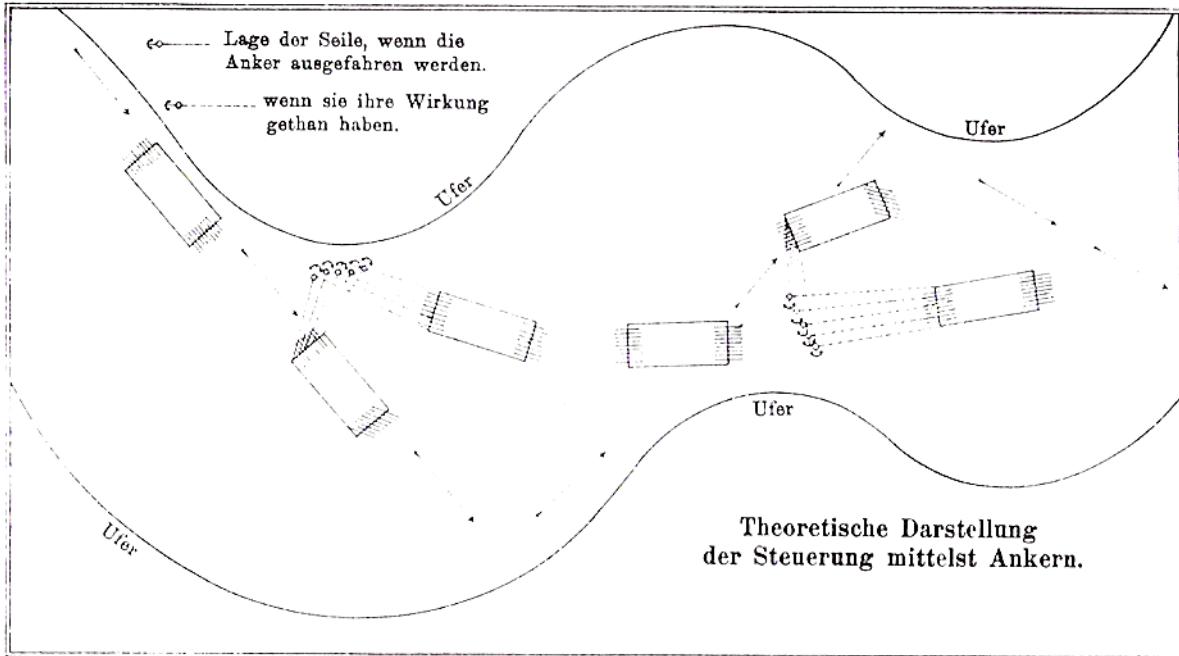 Lage der Seile, wenn die
Anker ausgefahren werden.
wenn sie ihre Wirkung
gethan haben.
Ufer
Ufer
Ufer
Ufer
Theoretische Darstellung
der Steuerung mittelst Ankern.